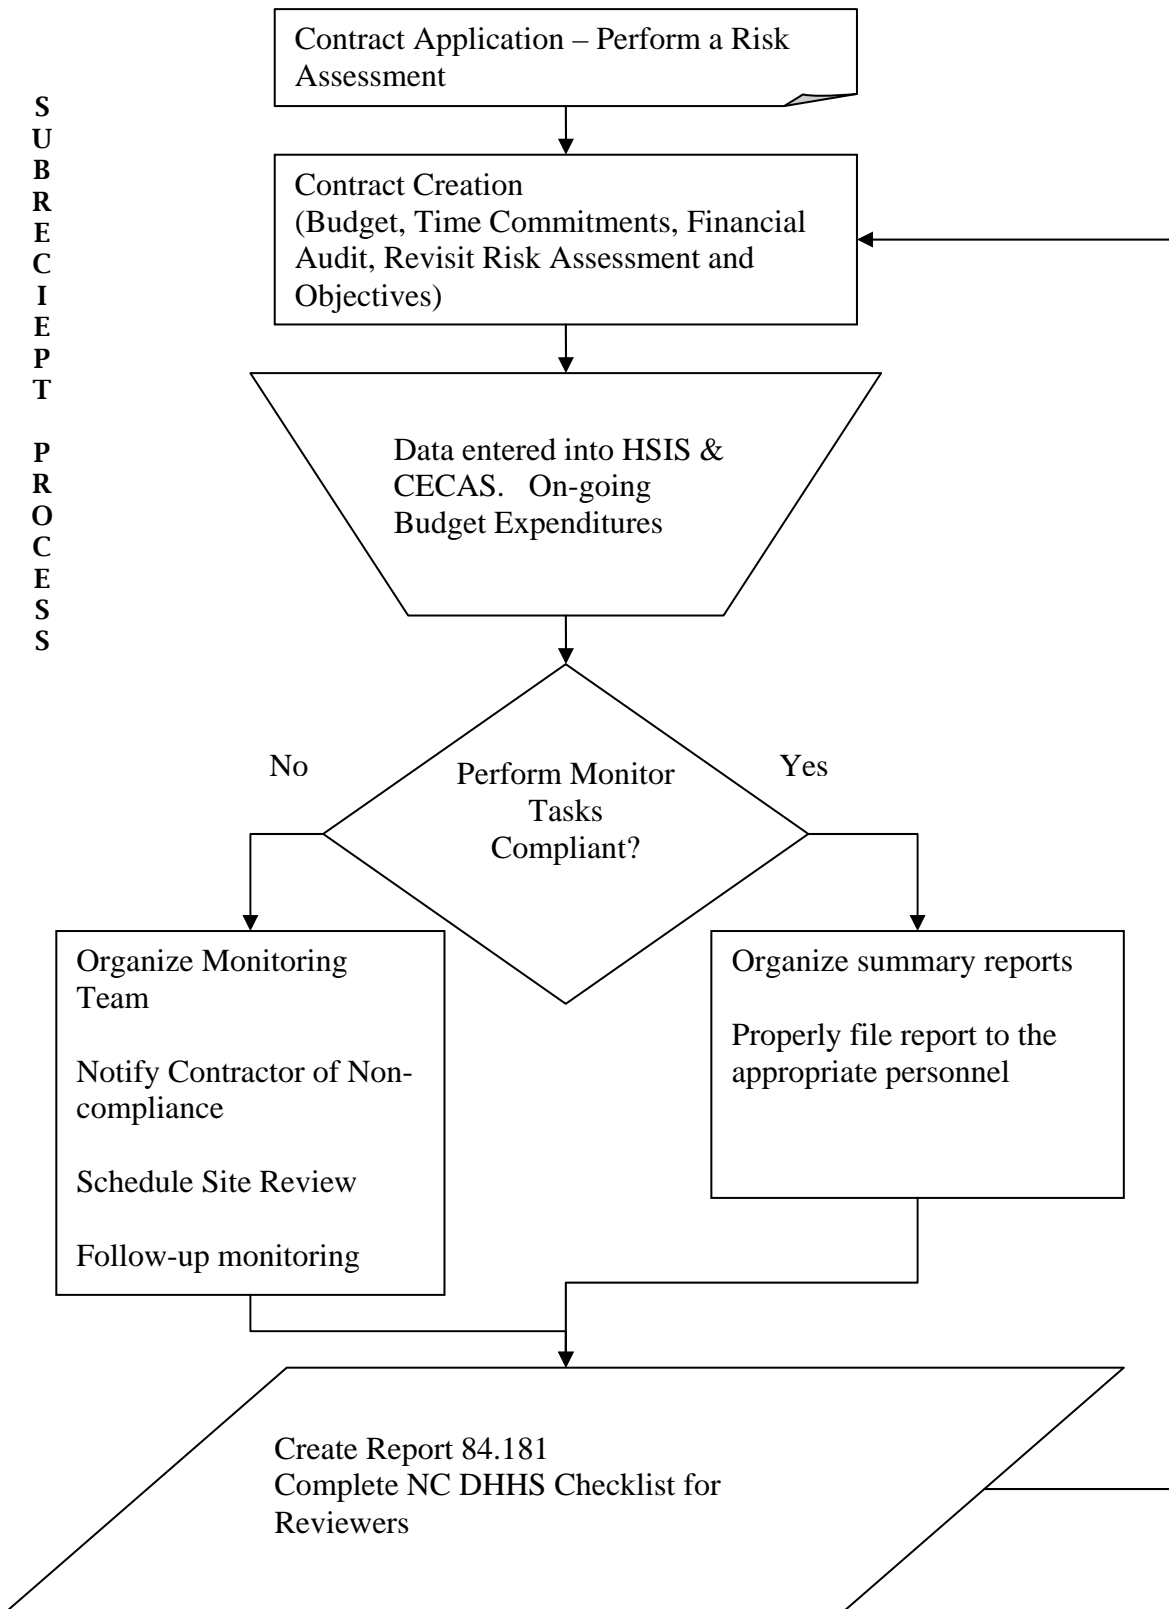 Contract Application – Perform a Risk
Assessment
SUBRECIEPT PROCESS
Contract Creation
(Budget, Time Commitments, Financial
Audit, Revisit Risk Assessment and
Objectives)
Data entered into HSIS &
CECAS.   On-going
Budget Expenditures
No
Perform Monitor
Tasks
Compliant?
Yes
Organize Monitoring
Team
Notify Contractor of Non-
compliance
Schedule Site Review
Follow-up monitoring
Organize summary reports
Properly file report to the
appropriate personnel
Create Report 84.181
Complete NC DHHS Checklist for
Reviewers